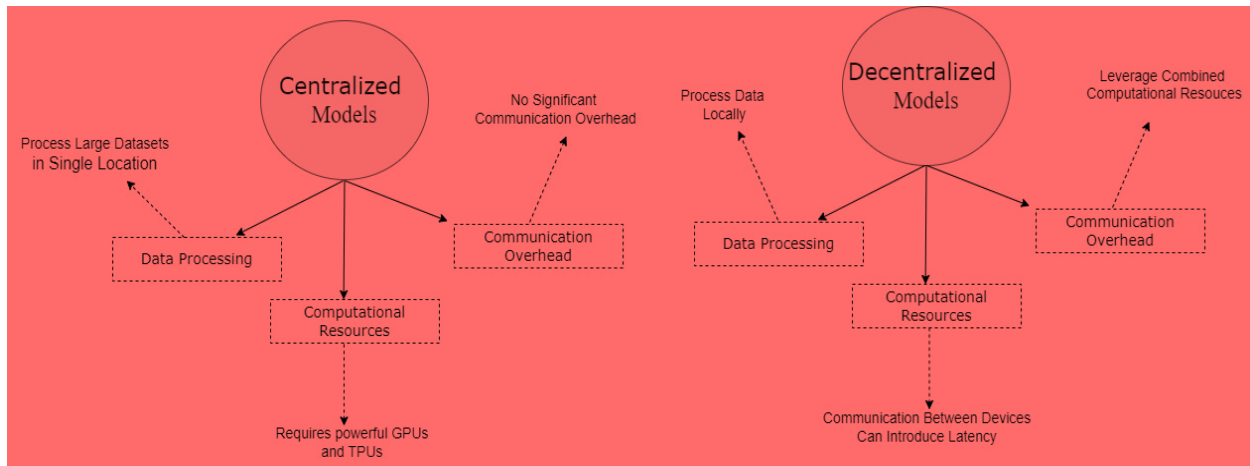 Centralized
Models
No Significant
Communication Overhead
Process Large Datasets
in Single Location
Data Processing
Communication
Overhead
Computational
Resources
Requires powerful GPUs
and TPUs
Decentralized
Models
Leverage Combined
Computational Resouces
Process Data
Locally
Data Processing
Communication
Overhead
Computational
Resources
Communication Between Devices
Can Introduce Latency